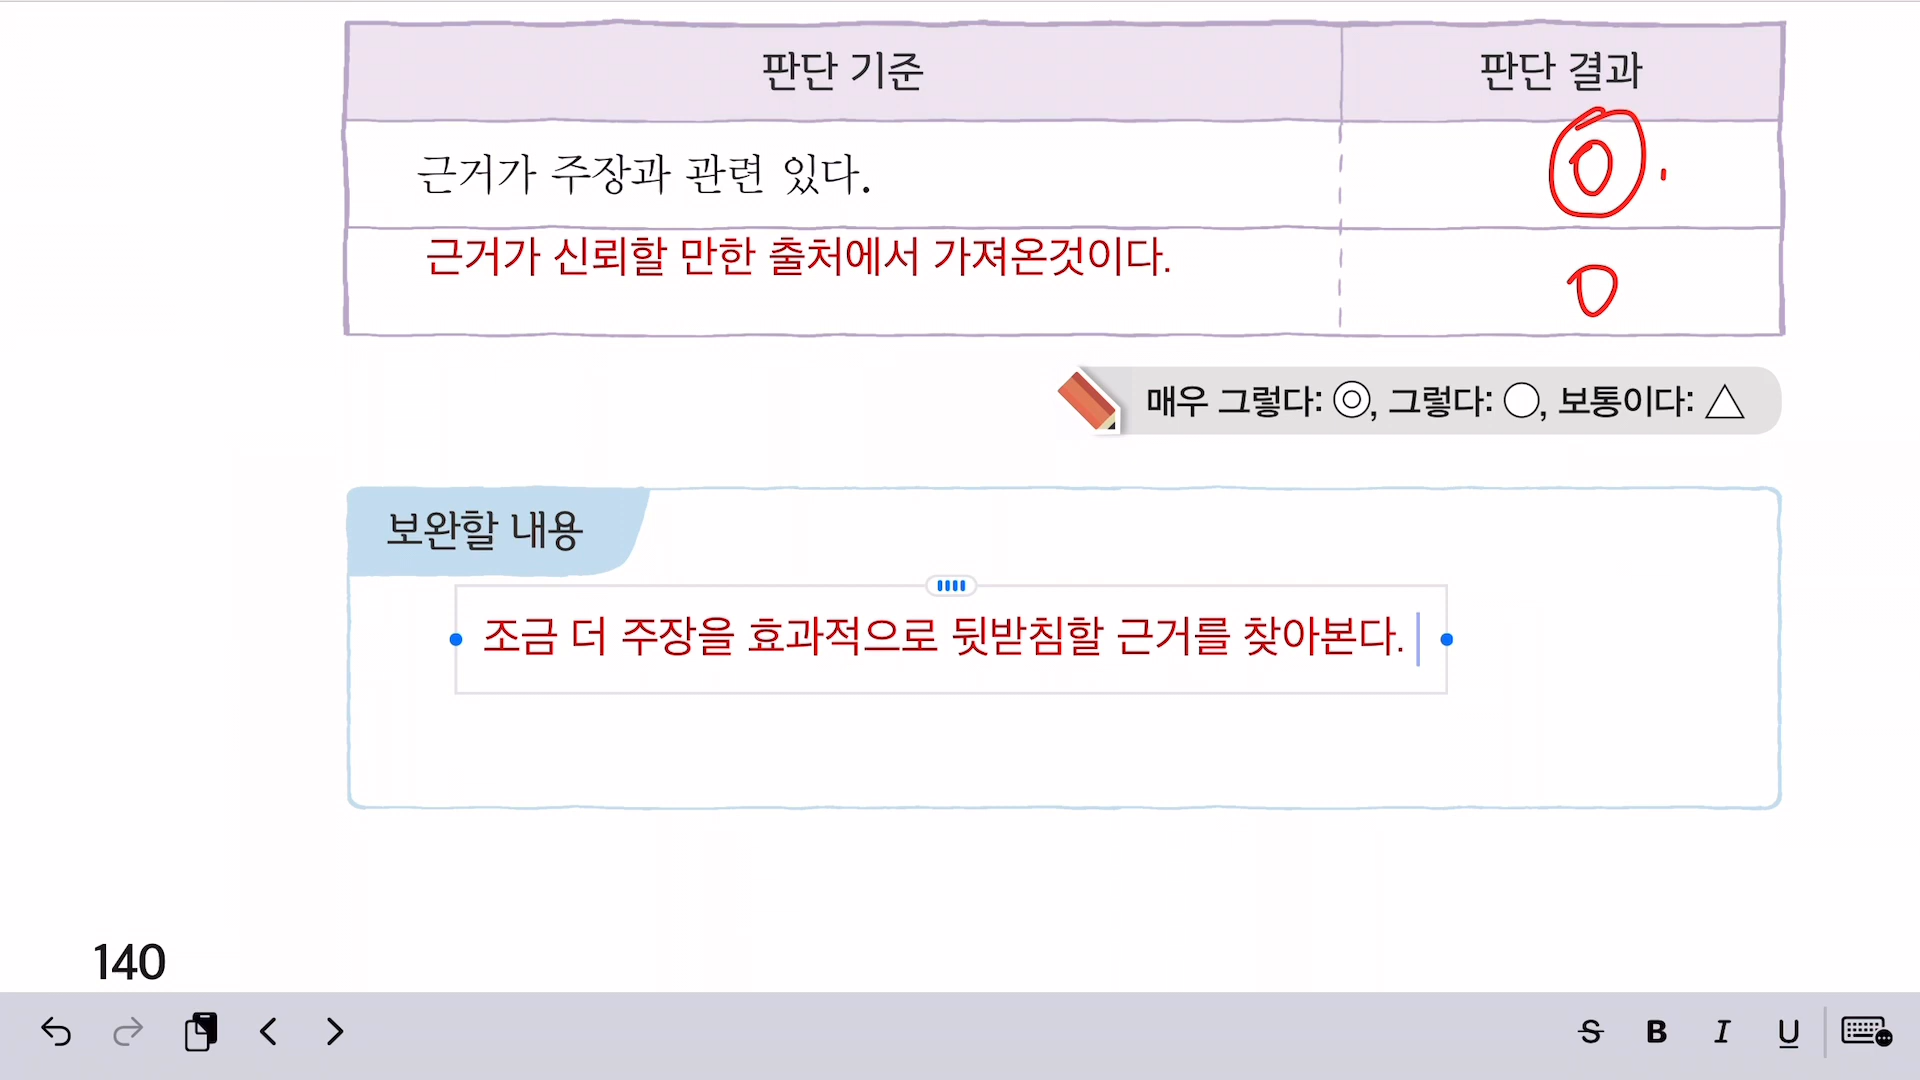 판단 기준 판단 결과
근거가 주장과 관련 있다. ◎
근거가 신뢰할 만한 출처에서 가져온것이다. ○
매우 그렇다: ◎, 그렇다: ○, 보통이다: △
보완할 내용
조금 더 주장을 효과적으로 뒷받침할 근거를 찾아본다.
140
S B I U